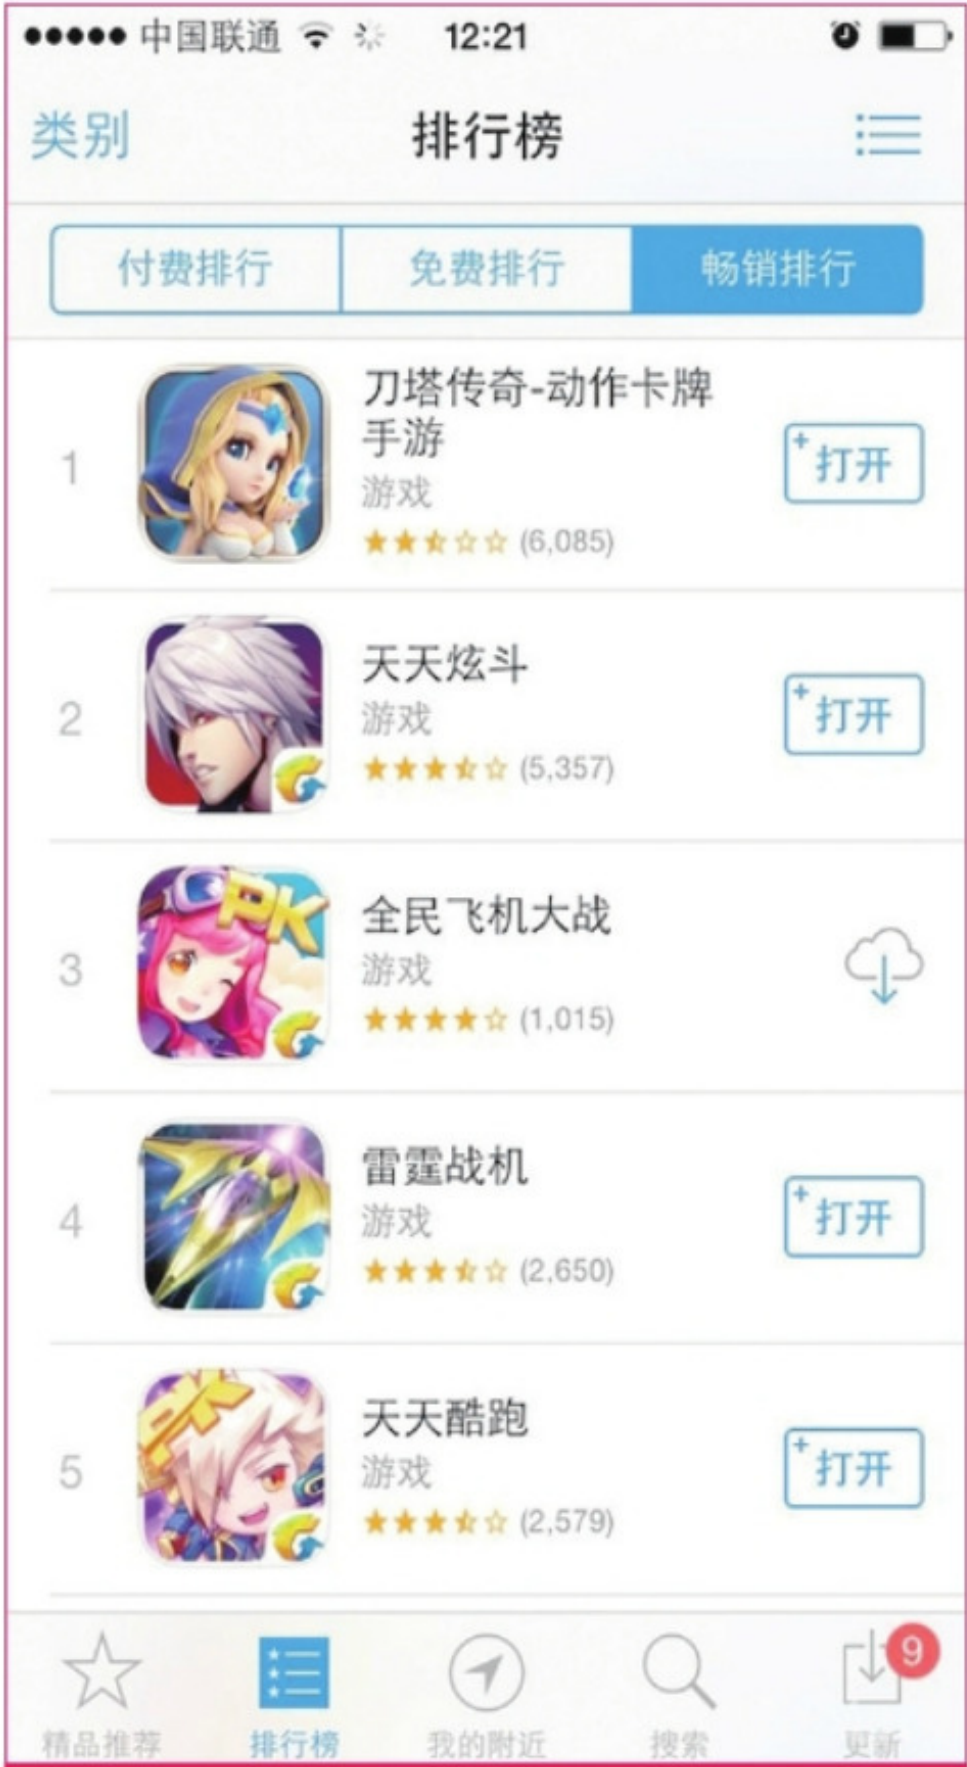 中国联通 12:21
类别 排行榜
付费排行 免费排行 畅销排行
1
刀塔传奇-动作卡牌
手游
游戏
(6,085)
打开
2
天天炫斗
游戏
(5,357)
打开
3
PK
全民飞机大战
游戏
(1,015)
4
雷霆战机
游戏
(2,650)
打开
5
PK
天天酷跑
游戏
(2,579)
打开
9
精品推荐 排行榜 我的附近 搜索 更新